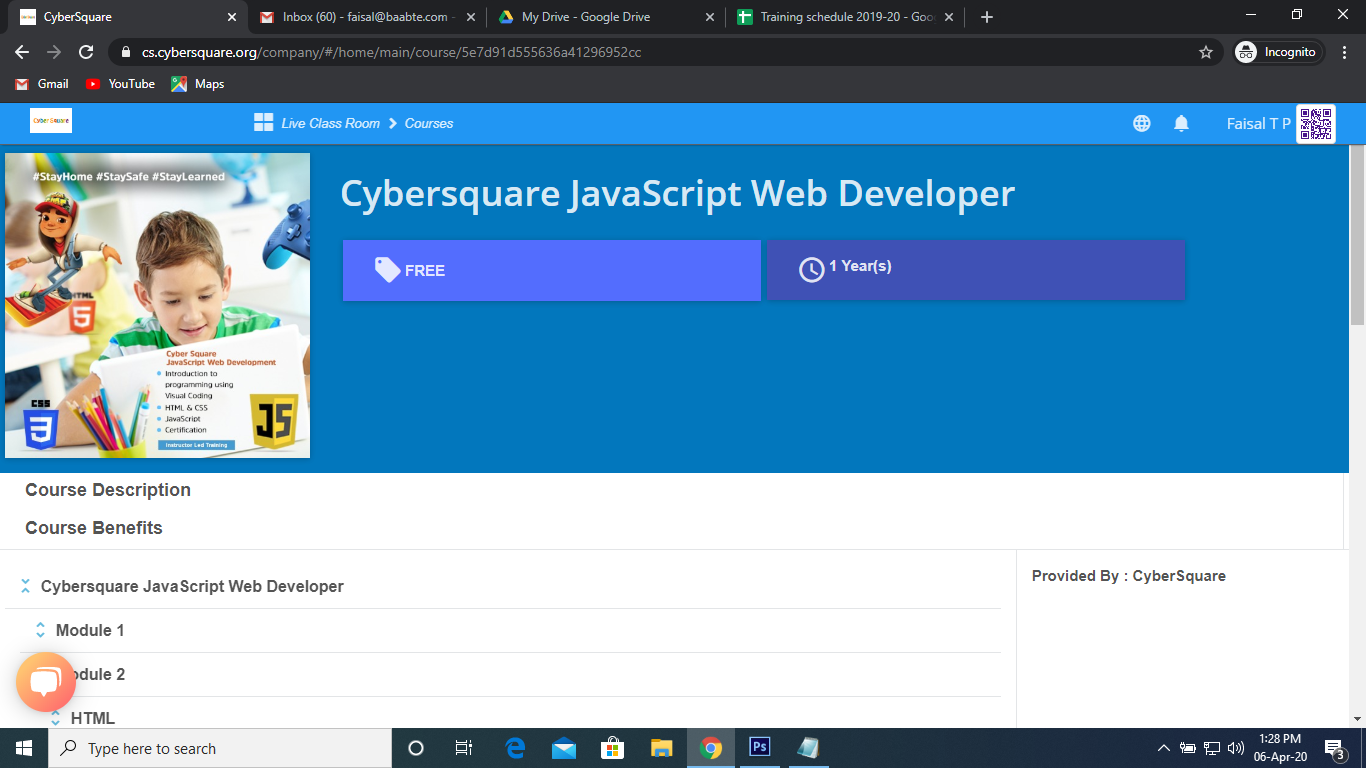 CyberSquare
Inbox (60) - faisal@baabte.com -
My Drive - Google Drive
Training schedule 2019-20 - Goo
cs.cybersquare.org/company/#/home/main/course/5e7d91d555636a41296952cc
Incognito
Gmail
YouTube
Maps
Cyber Square
Live Class Room
Courses
Faisal T P
#StayHome #StaySafe #StayLearned
HTML
5
Cyber Square
JavaScript Web Development
Introduction to
programming using
Visual Coding
HTML & CSS
JavaScript
Certification
Instructor Led Training
CSS
3
JS
Cybersquare JavaScript Web Developer
FREE
1 Year(s)
Course Description
Course Benefits
Cybersquare JavaScript Web Developer
Provided By : CyberSquare
Module 1
odule 2
HTML
Type here to search
Ps
1:28 PM
06-Apr-20
3